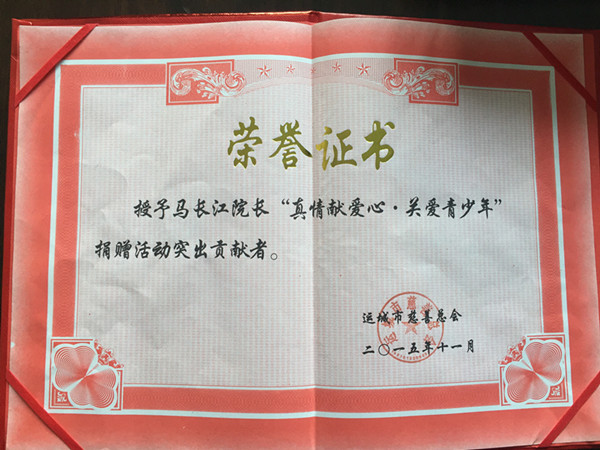 荣誉证书
授予马长江院长“真情献爱心·关爱青少年”
捐赠活动突出贡献者。
运城市慈善总会
二〇一五年十一月